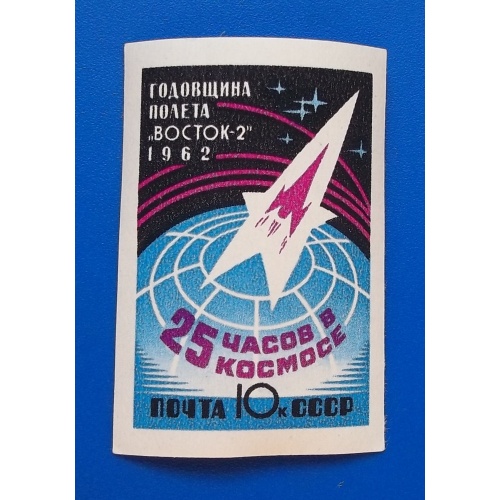 ГОДОВЩИНА
ПОЛЕТА
„ВОСТОК-2"
1962
25 ЧАСОВ В
КОСМОСЕ
ПОЧТА 10к СССР